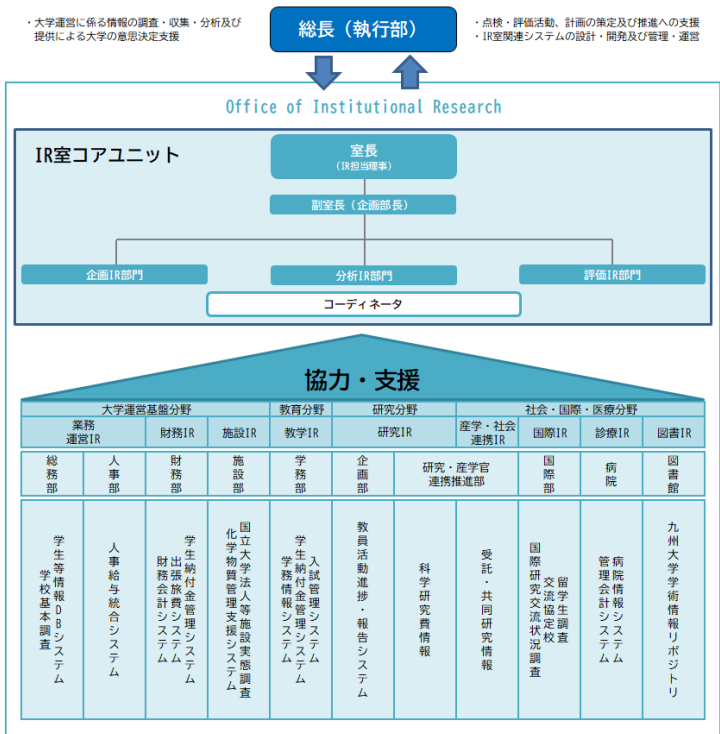 ・大学運営に係る情報の調査・収集・分析及び
提供による大学の意思決定支援
総長（執行部）
・点検・評価活動、計画の策定及び推進への支援
・IR室関連システムの設計・開発及び管理・運営
Office of Institutional Research
IR室コアユニット
室長
（IR担当理事）
副室長（企画部長）
企画IR部門
分析IR部門
評価IR部門
コーディネータ
協力・支援
大学運営基盤分野
教育分野
研究分野
社会・国際・医療分野
業務
運営IR
財務IR
施設IR
教学IR
研究IR
産学・社会
連携IR
国際IR
診療IR
図書IR
総務部
人事部
財務部
施設部
学務部
企画部
研究・産学官
連携推進部
国際部
病院
図書館
学生等情報DBシステム
学校基本調査
人事給与統合システム
学生納付金管理システム
出張旅費システム
財務会計システム
国立大学法人等施設実態調査
化学物質管理支援システム
入試管理システム
学生納付金管理システム
学務情報システム
教員活動進捗・報告システム
科学研究費情報
受託・共同研究情報
留学生調査
交流協定校
国際研究交流状況調査
病院情報システム
管理会計システム
九州大学学術情報リポジトリ